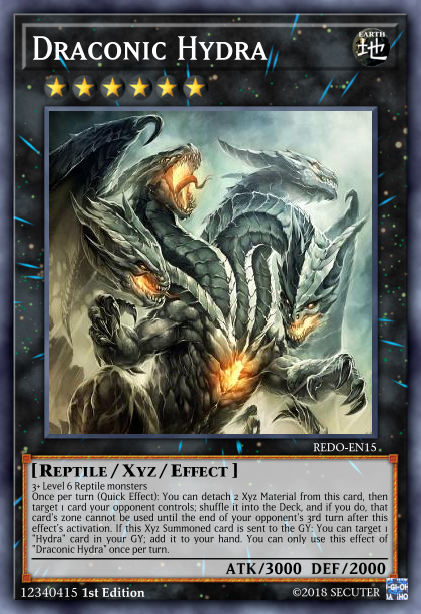 DRACONIC HYDRA
EARTH
地
REDO-EN15
[REPTILE/XYZ/EFFECT]
3+ Level 6 Reptile monsters
Once per turn (Quick Effect): You can detach 2 Xyz Material from this card, then
target 1 card your opponent controls; shuffle it into the Deck, and if you do, that
card's zone cannot be used until the end of your opponent's 3rd turn after this
effect's activation. If this Xyz Summoned card is sent to the GY: You can target 1
"Hydra" card in your GY; add it to your hand. You can only use this effect of
"Draconic Hydra" once per turn.
ATK/3000 DEF/2000
12340415 1st Edition
©2018 SECUTER